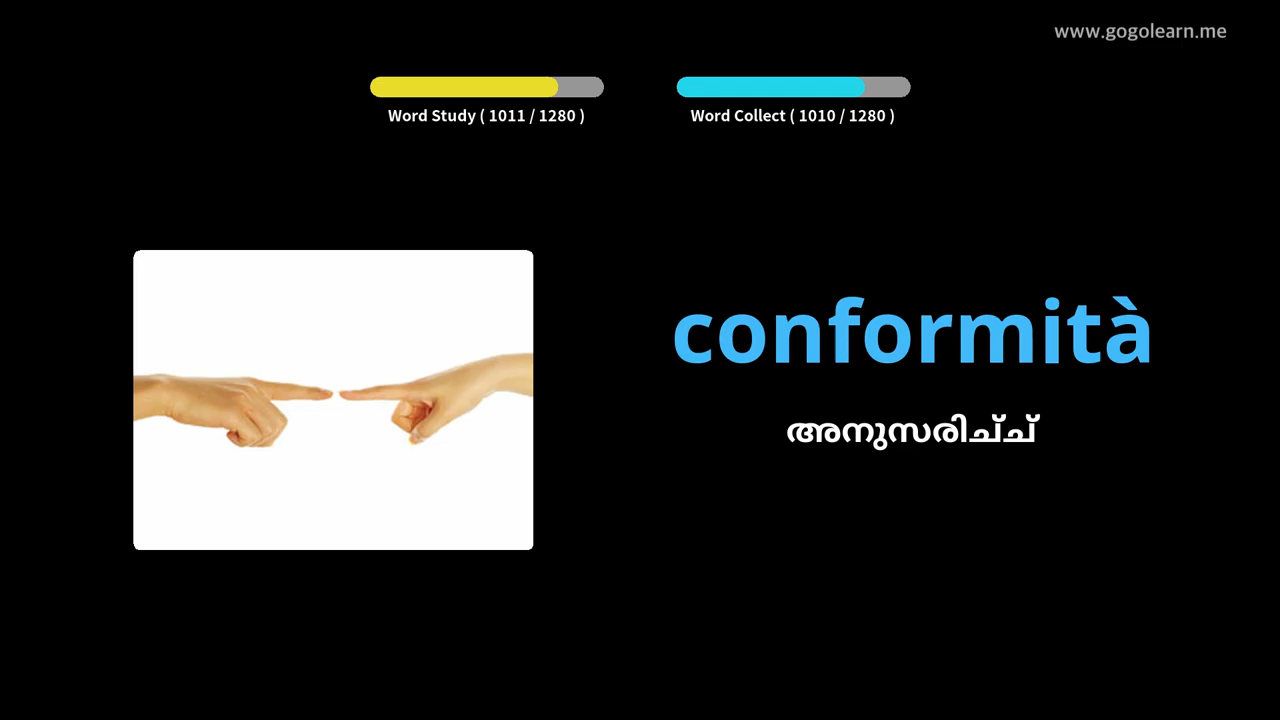 www.gogolearn.me
Word Study ( 1011 / 1280 )
Word Collect ( 1010 / 1280 )
conformità
അനുസരിച്ച്